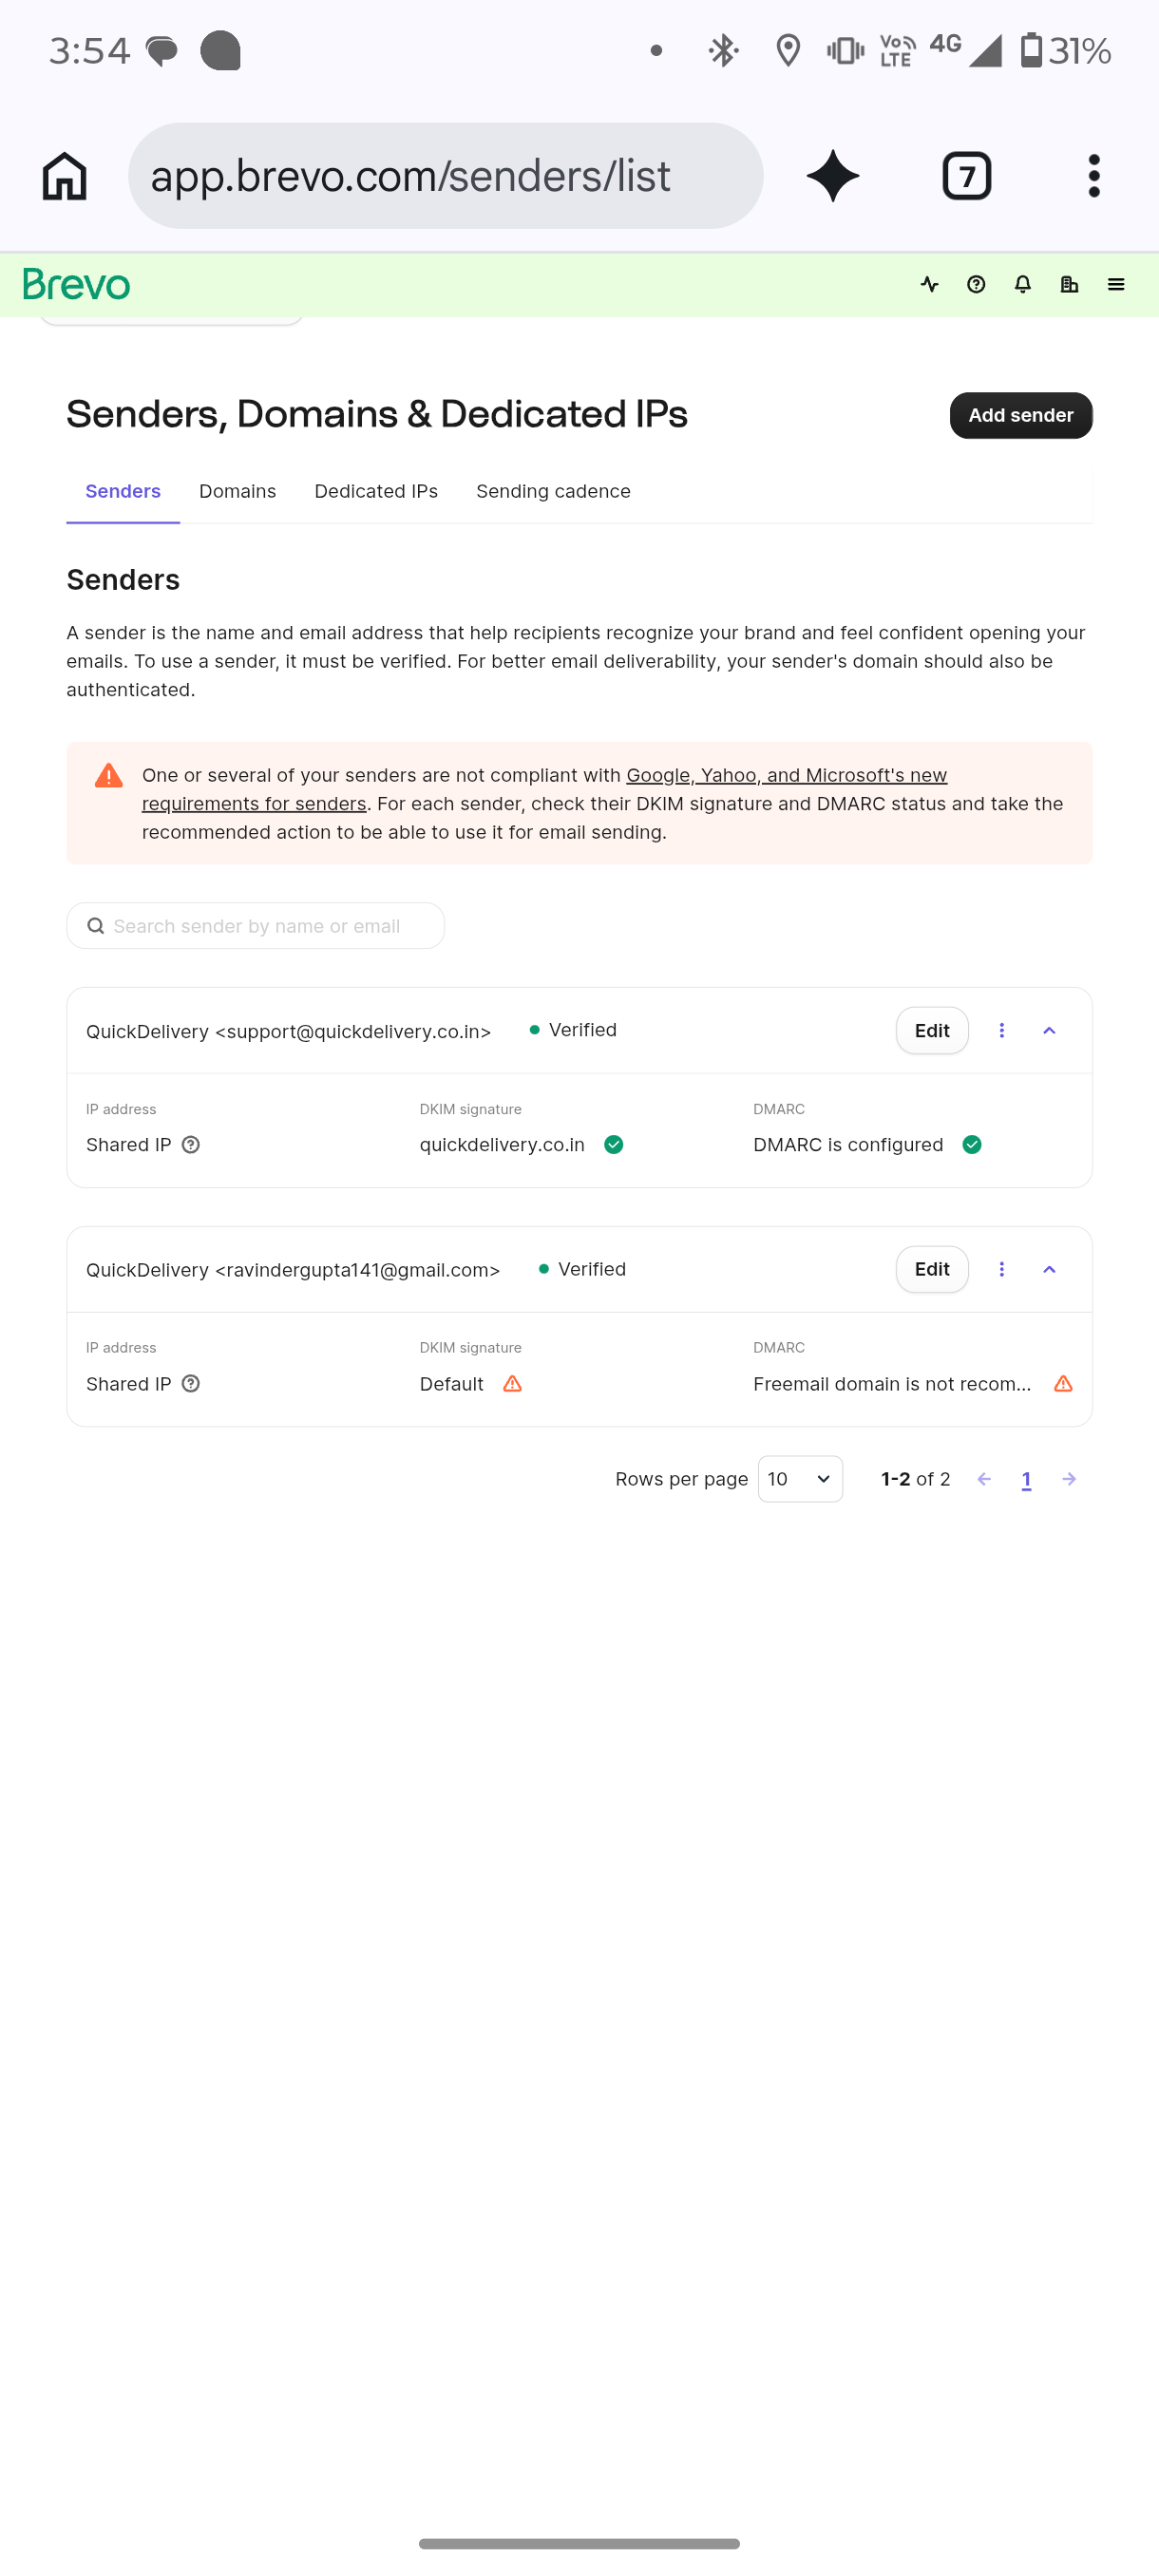 3:54
Vo LTE 4G 31%
app.brevo.com/senders/list
7
Brevo
Senders, Domains & Dedicated IPs
Add sender
Senders Domains Dedicated IPs Sending cadence
Senders
A sender is the name and email address that help recipients recognize your brand and feel confident opening your
emails. To use a sender, it must be verified. For better email deliverability, your sender's domain should also be
authenticated.
One or several of your senders are not compliant with Google, Yahoo, and Microsoft's new
requirements for senders. For each sender, check their DKIM signature and DMARC status and take the
recommended action to be able to use it for email sending.
Search sender by name or email
QuickDelivery <support@quickdelivery.co.in> Verified Edit
IP address DKIM signature DMARC
Shared IP quickdelivery.co.in DMARC is configured
QuickDelivery <ravindergupta141@gmail.com> Verified Edit
IP address DKIM signature DMARC
Shared IP Default Freemail domain is not recom...
Rows per page 10 1-2 of 2 1